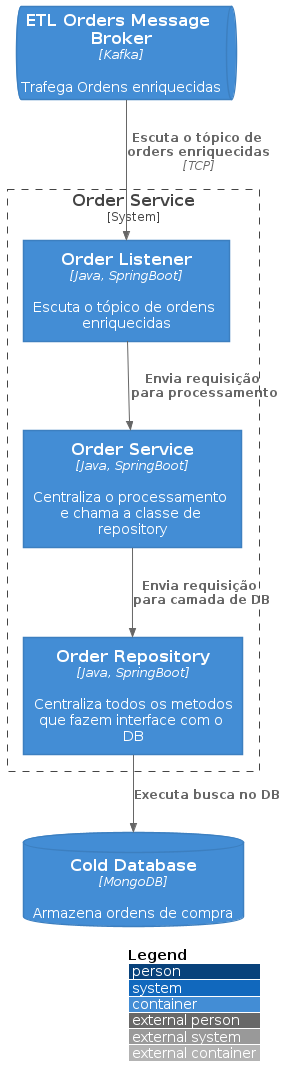 ETL Orders Message
Broker
[Kafka]
Trafega Ordens enriquecidas
Escuta o tópico de
orders enriquecidas
[TCP]
Order Service
[System]
Order Listener
[Java, SpringBoot]
Escuta o tópico de ordens
enriquecidas
Envia requisição
para processamento
Order Service
[Java, SpringBoot]
Centraliza o processamento
e chama a classe de
repository
Envia requisição
para camada de DB
Order Repository
[Java, SpringBoot]
Centraliza todos os metodos
que fazem interface com o
DB
Executa busca no DB
Cold Database
[MongoDB]
Armazena ordens de compra
Legend
person
system
container
external person
external system
external container